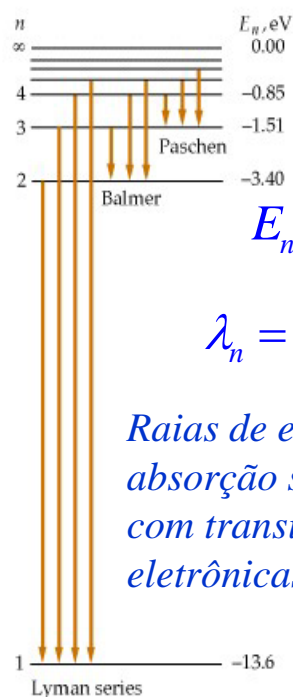 n
E_n, eV
∞ 0.00
4 −0.85
3 −1.51
Paschen
2 −3.40
Balmer
E_n
λ_n =
Raias de e
absorção s
com transi
eletrônicas
1 −13.6
Lyman series